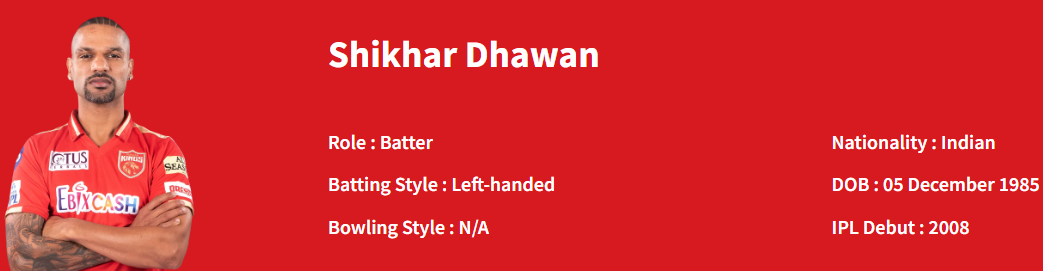 Shikhar Dhawan
Role : Batter
Nationality : Indian
Batting Style : Left-handed
DOB : 05 December 1985
Bowling Style : N/A
IPL Debut : 2008
EBIXCASH